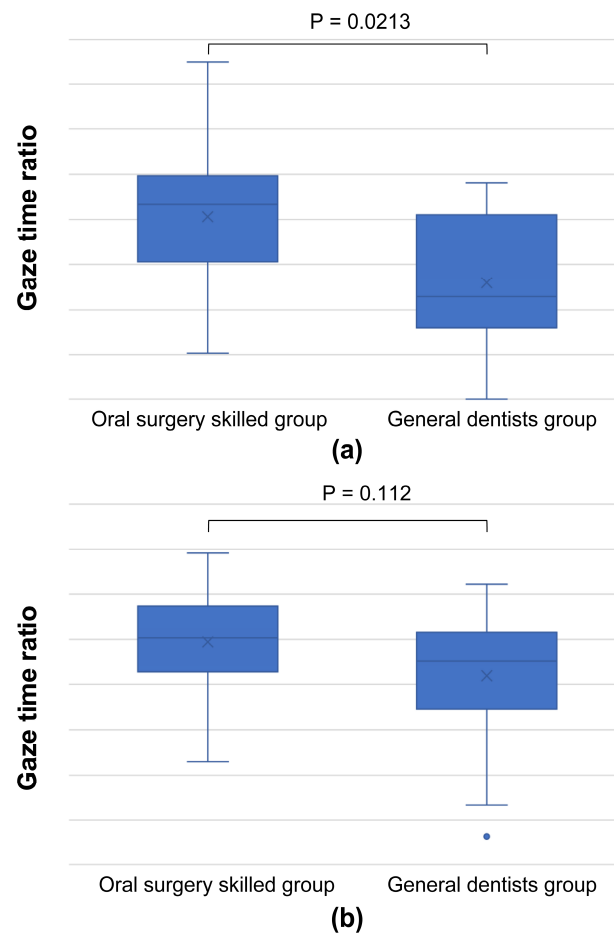 P = 0.0213
Gaze time ratio
Oral surgery skilled group
General dentists group
(a)
P = 0.112
Gaze time ratio
Oral surgery skilled group
General dentists group
(b)